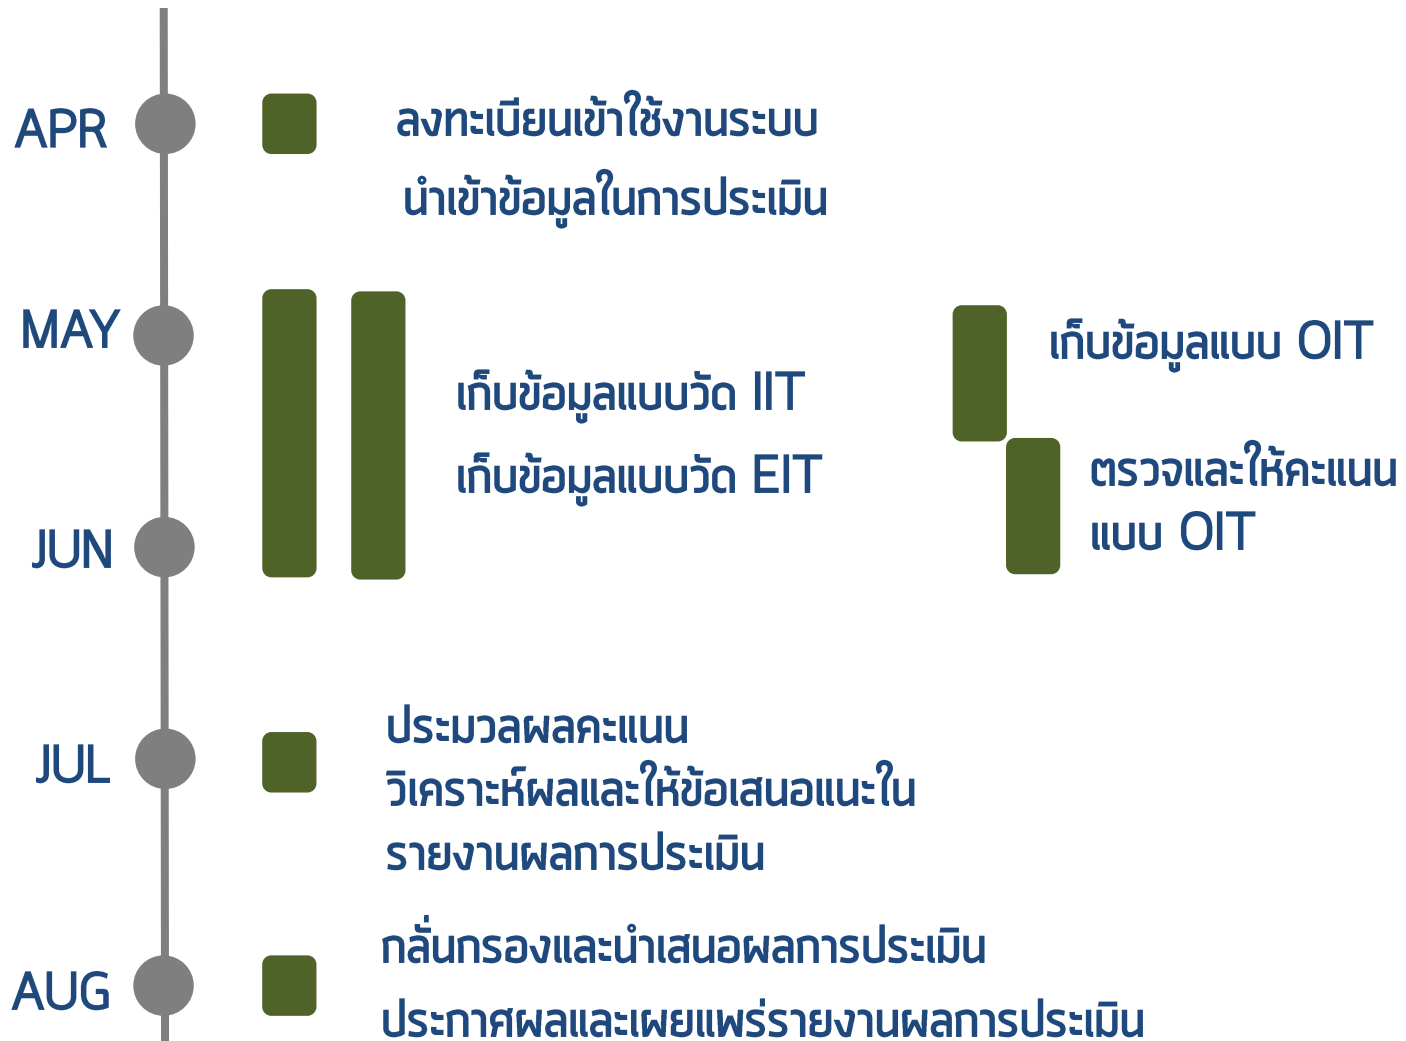 APR
ลงทะเบียนเข้าใช้งานระบบ
นำเข้าข้อมูลในการประเมิน
MAY
เก็บข้อมูลแบบวัด IIT
เก็บข้อมูลแบบวัด EIT
เก็บข้อมูลแบบ OIT
ตรวจและให้คะแนน
แบบ OIT
JUN
JUL
ประมวลผลคะแนน
วิเคราะห์ผลและให้ข้อเสนอแนะใน
รายงานผลการประเมิน
AUG
กลั่นกรองและนำเสนอผลการประเมิน
ประกาศผลและเผยแพร่รายงานผลการประเมิน